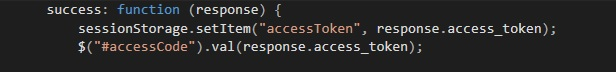 success: function (response) {
sessionStorage.setItem("accessToken", response.access_token);
$("#accessCode").val(response.access_token);